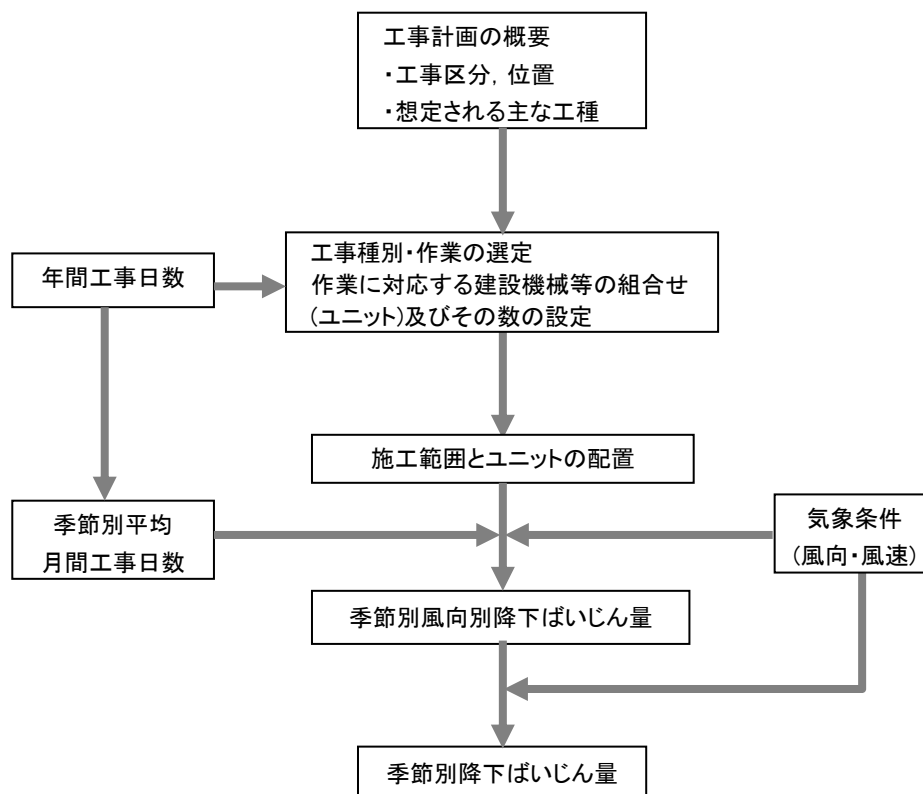 工事計画の概要
・工事区分，位置
・想定される主な工種
年間工事日数
工事種別・作業の選定
作業に対応する建設機械等の組合せ
(ユニット)及びその数の設定
施工範囲とユニットの配置
季節別平均
月間工事日数
気象条件
(風向・風速)
季節別風向別降下ばいじん量
季節別降下ばいじん量